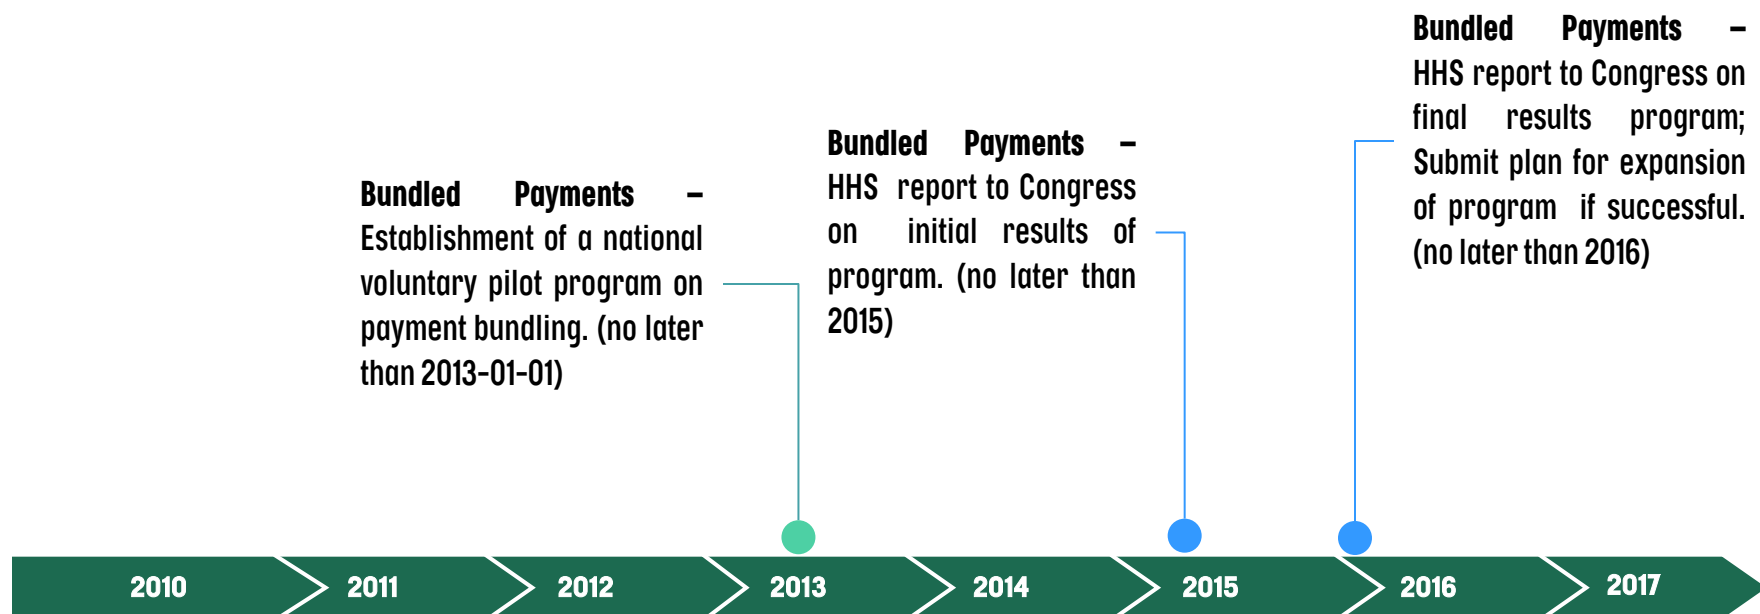 Bundled Payments –
Establishment of a national
voluntary pilot program on
payment bundling. (no later
than 2013-01-01)
Bundled Payments –
HHS report to Congress
on initial results of
program. (no later than
2015)
Bundled Payments –
HHS report to Congress on
final results program;
Submit plan for expansion
of program if successful.
(no later than 2016)
2010 2011 2012 2013 2014 2015 2016 2017